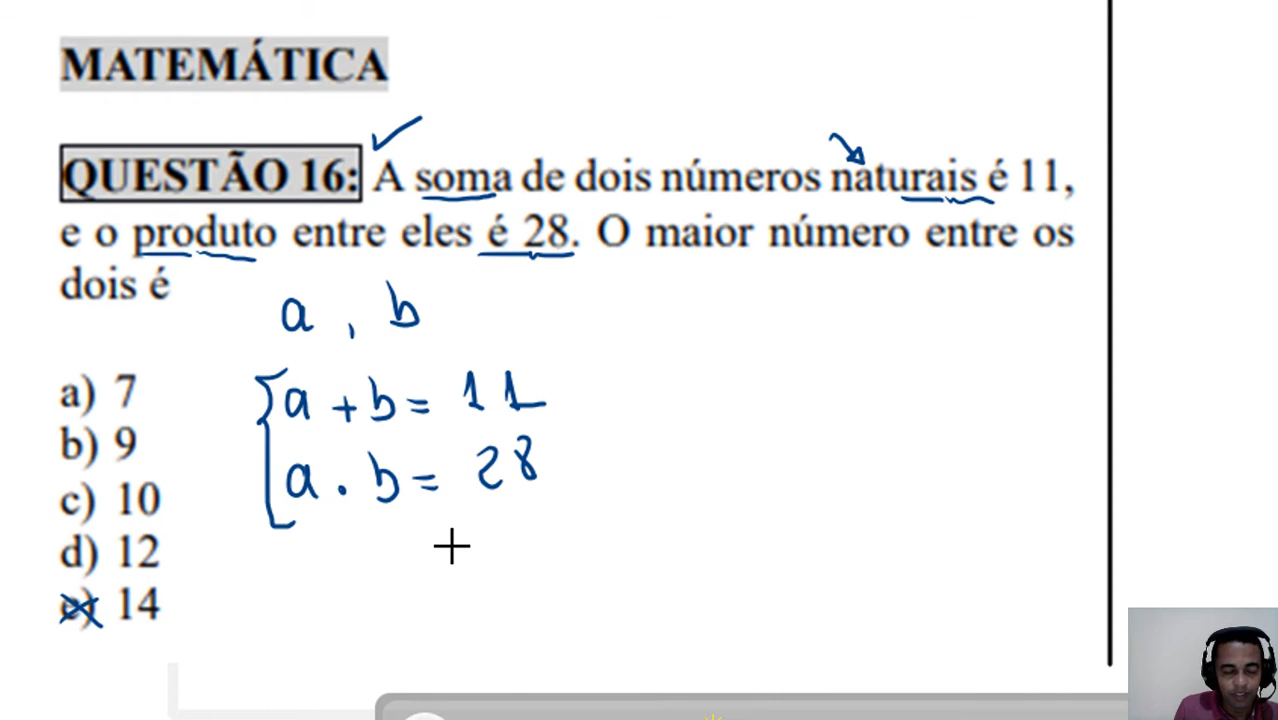 MATEMÁTICA
QUESTÃO 16: A soma de dois números naturais é 11,
e o produto entre eles é 28. O maior número entre os
dois é
a , b
a) 7
b) 9
c) 10
d) 12
e) 14
a + b = 11
a . b = 28